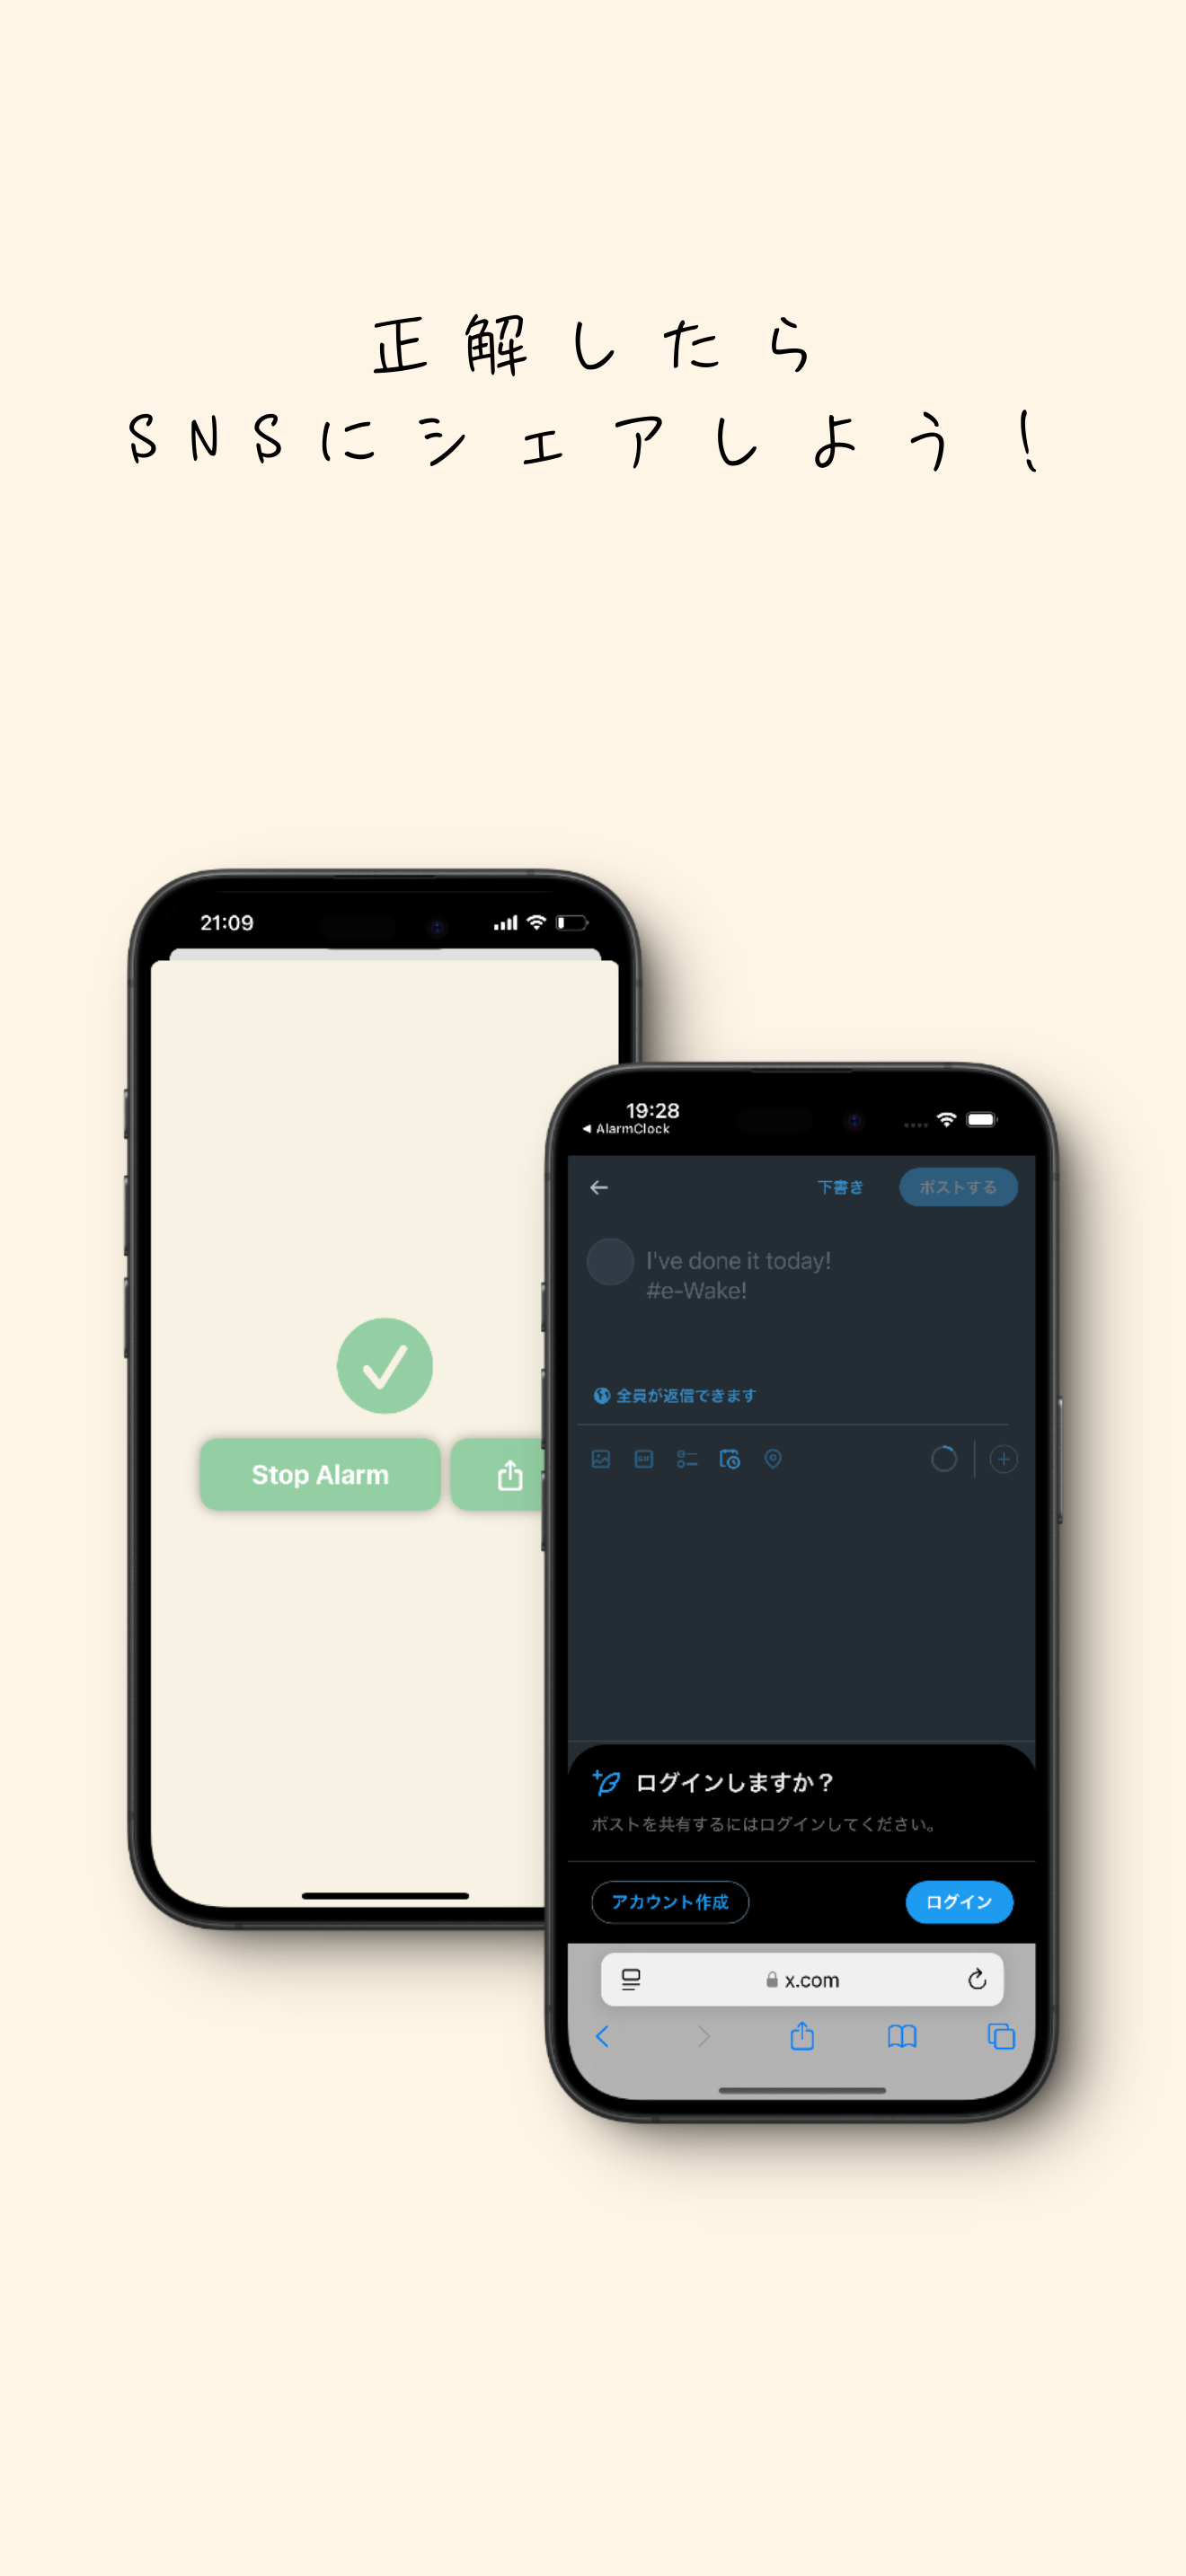 正解したら
SNSにシェアしよう!
21:09
Stop Alarm
19:28
◀ AlarmClock
下書き
ポストする
I've done it today!
#e-Wake!
全員が返信できます
GIF
ログインしますか？
ポストを共有するにはログインしてください。
アカウント作成
ログイン
x.com